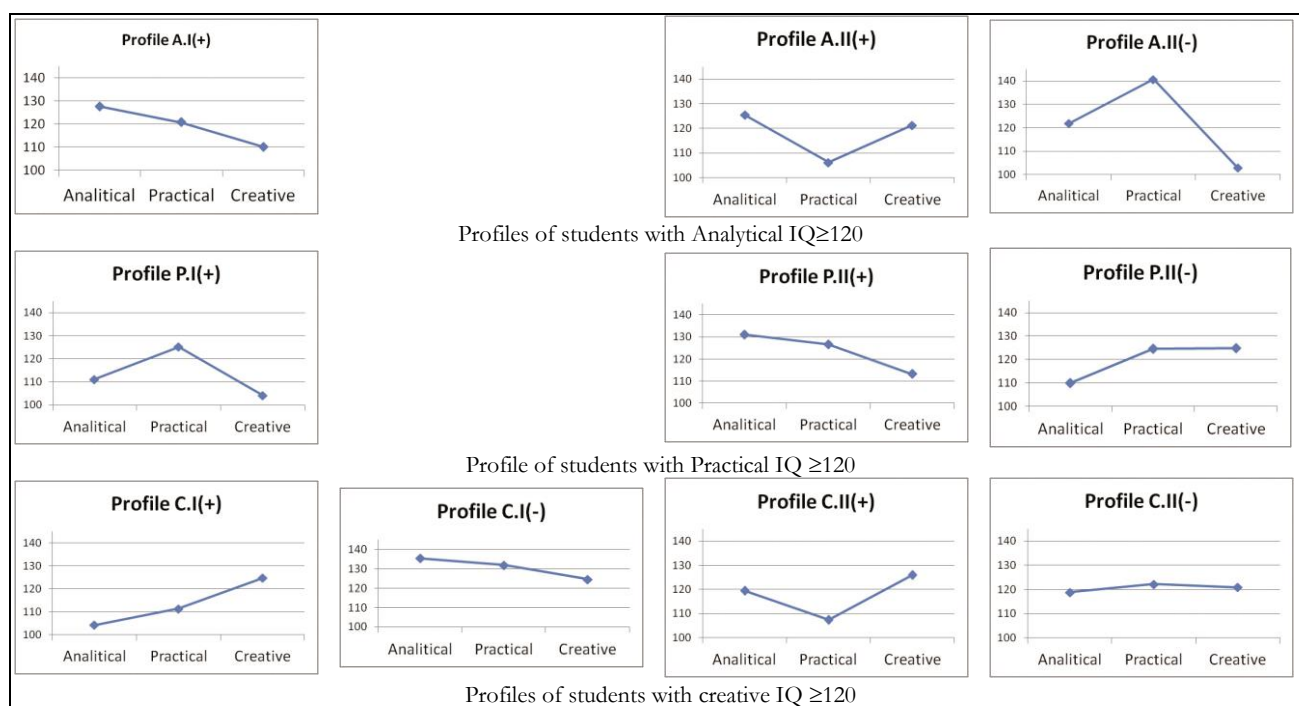 Profile A.I(+)
140
130
120
110
100
Analitical Practical Creative
Profile A.II(+)
140
130
120
110
100
Analitical Practical Creative
Profile A.II(-)
140
130
120
110
100
Analitical Practical Creative
Profiles of students with Analytical IQ≥120
Profile P.I(+)
140
130
120
110
100
Analitical Practical Creative
Profile P.II(+)
140
130
120
110
100
Analitical Practical Creative
Profile P.II(-)
140
130
120
110
100
Analitical Practical Creative
Profile of students with Practical IQ ≥120
Profile C.I(+)
140
130
120
110
100
Analitical Practical Creative
Profile C.I(-)
140
130
120
110
100
Analitical Practical Creative
Profile C.II(+)
140
130
120
110
100
Analitical Practical Creative
Profile C.II(-)
140
130
120
110
100
Analitical Practical Creative
Profiles of students with creative IQ ≥120